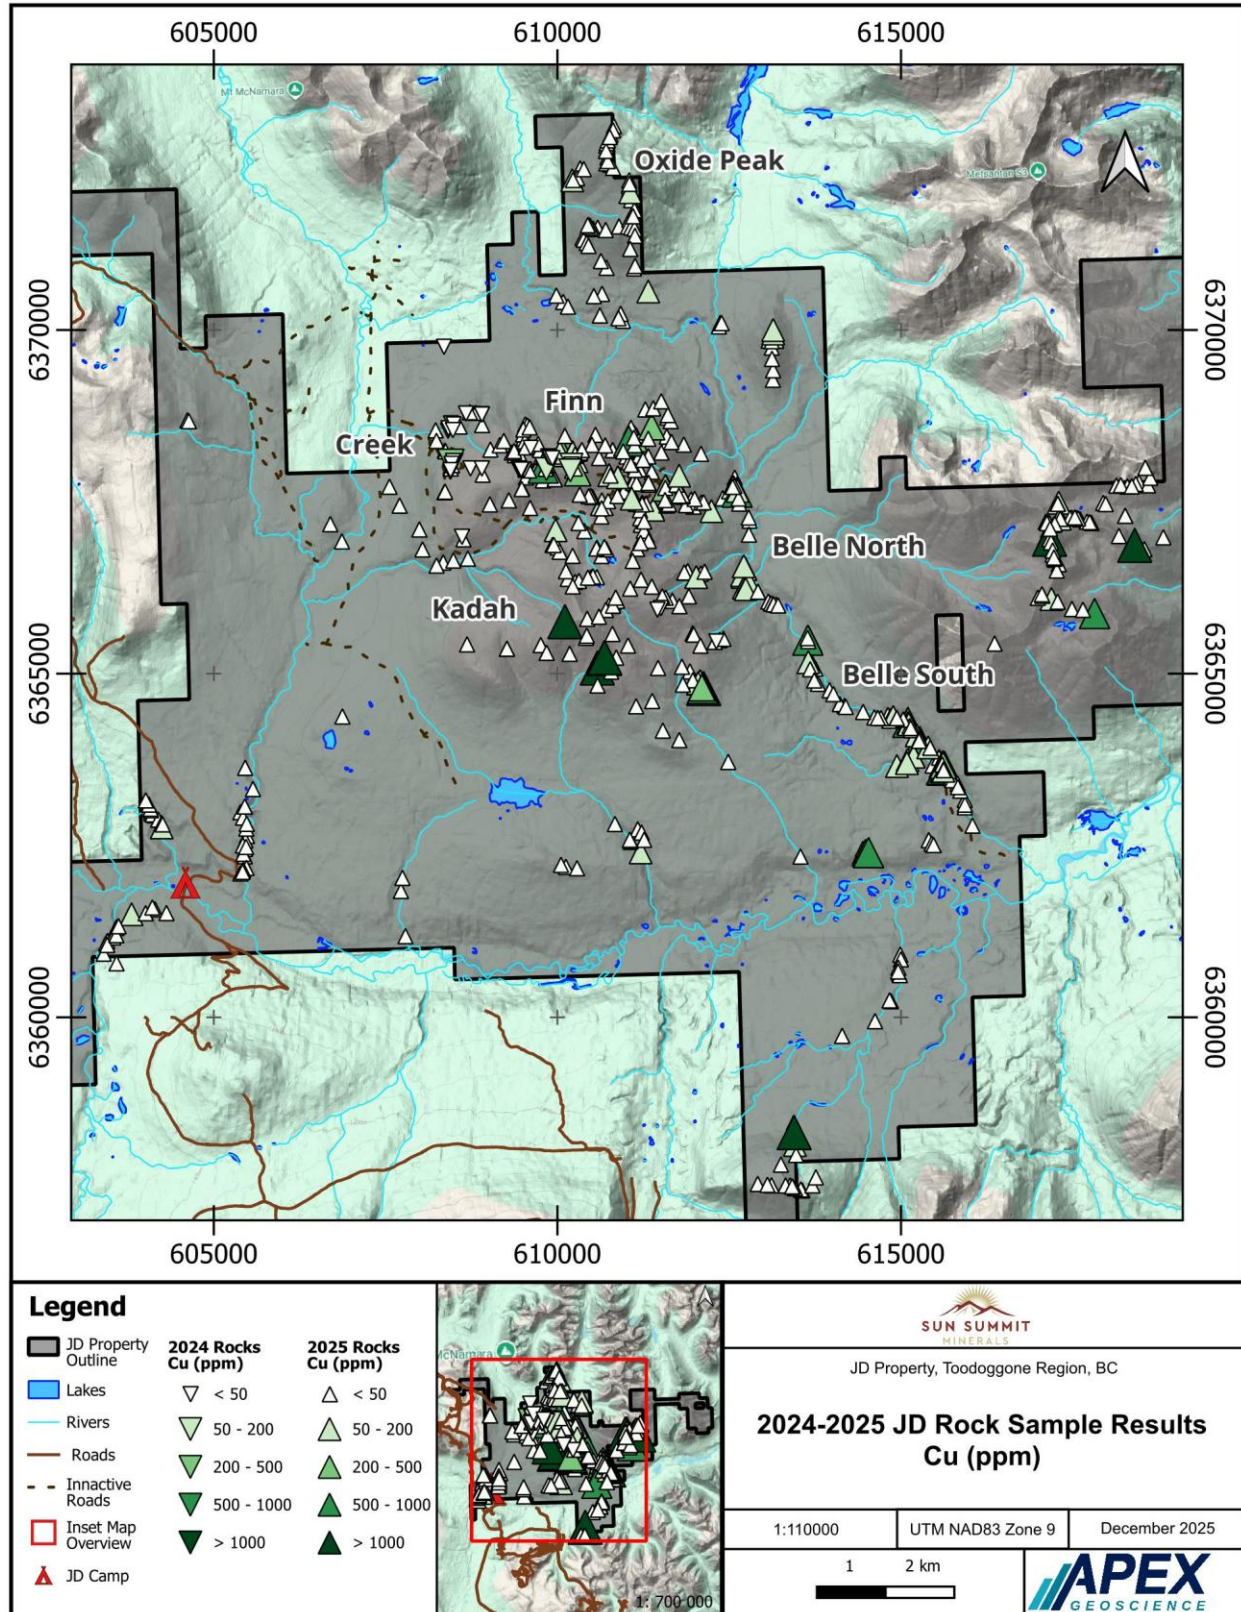 605000
610000
615000
Mt McNamara
Oxide Peak
Metsantan S3
6370000
6370000
Finn
Creek
Belle North
Kadah
6365000
Belle South
6365000
6360000
6360000
605000
610000
615000
Legend
JD Property
Outline
Lakes
Rivers
Roads
Innactive
Roads
Inset Map
Overview
JD Camp
2024 Rocks
Cu (ppm)
< 50
50 - 200
200 - 500
500 - 1000
> 1000
2025 Rocks
Cu (ppm)
< 50
50 - 200
200 - 500
500 - 1000
> 1000
McNamara
1: 700 000
SUN SUMMIT
MINERALS
JD Property, Toodoggone Region, BC
2024-2025 JD Rock Sample Results
Cu (ppm)
1:110000
UTM NAD83 Zone 9
December 2025
1 2 km
APEX
GEOSCIENCE